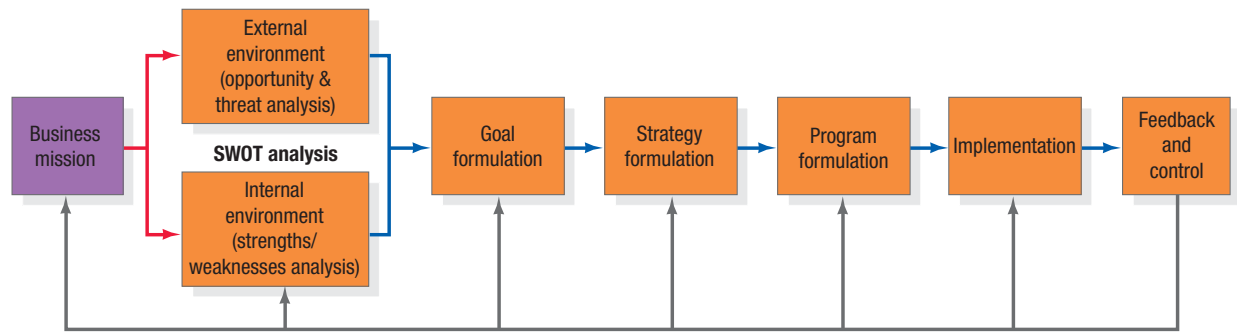 Business
mission
External
environment
(opportunity &
threat analysis)
SWOT analysis
Internal
environment
(strengths/
weaknesses analysis)
Goal
formulation
Strategy
formulation
Program
formulation
Implementation
Feedback
and
control